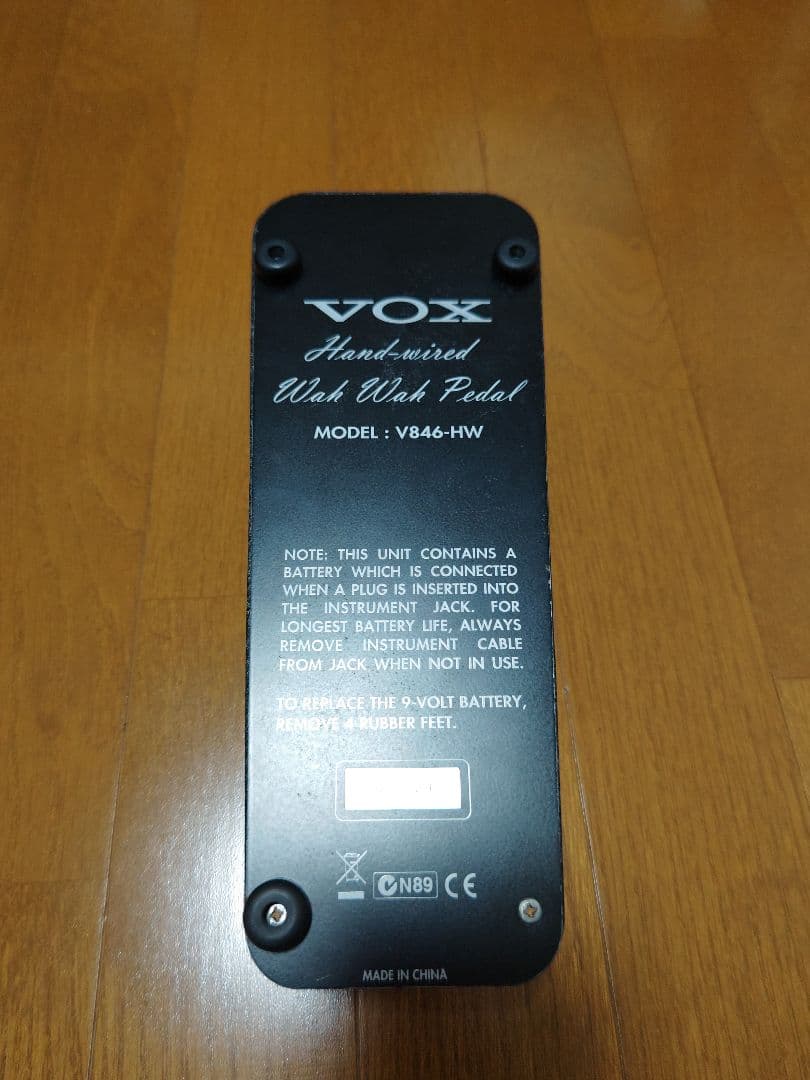 VOX
Hand-wired
Wah Wah Pedal
MODEL : V846-HW
NOTE: THIS UNIT CONTAINS A
BATTERY WHICH IS CONNECTED
WHEN A PLUG IS INSERTED INTO
THE INSTRUMENT JACK. FOR
LONGEST BATTERY LIFE, ALWAYS
REMOVE INSTRUMENT CABLE
FROM JACK WHEN NOT IN USE.
TO REPLACE THE 9-VOLT BATTERY,
REMOVE 4 RUBBER FEET.
N89 CE
MADE IN CHINA